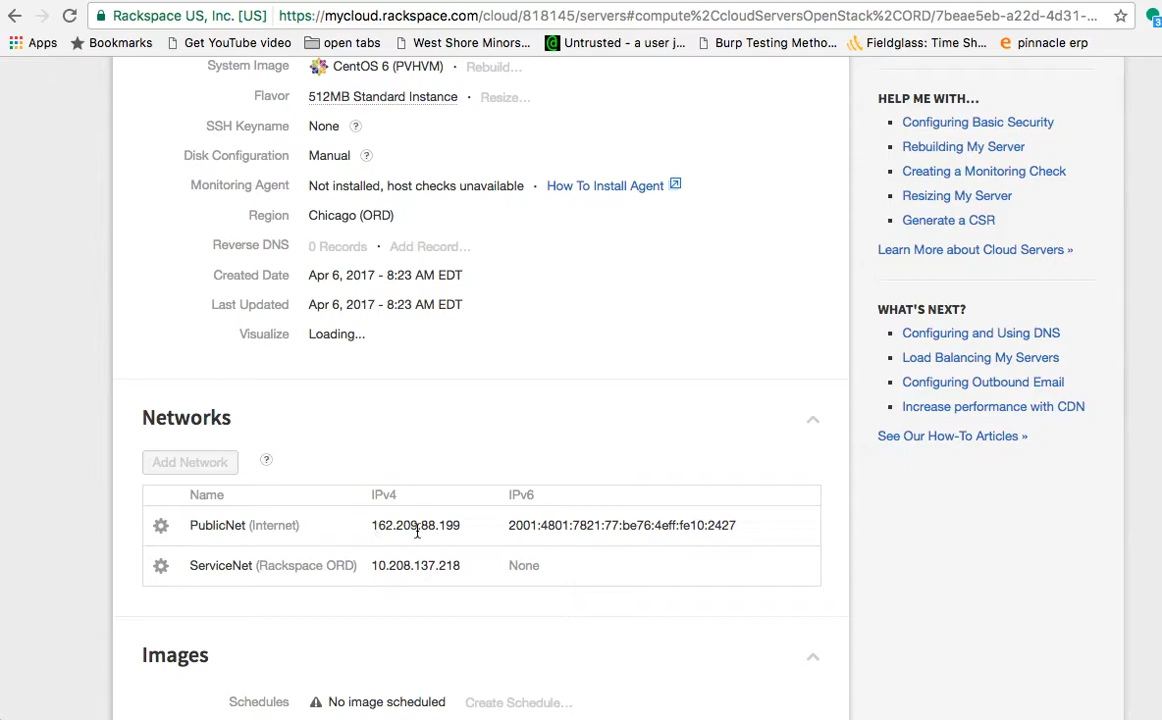 Rackspace US, Inc. [US] https://mycloud.rackspace.com/cloud/818145/servers#compute%2CcloudServersOpenStack%2CORD/7beae5eb-a22d-4d31-...
Apps Bookmarks Get YouTube video open tabs West Shore Minors... Untrusted - a user j... Burp Testing Metho... Fieldglass: Time Sh... pinnacle erp
System Image CentOS 6 (PVHVM) · Rebuild...
Flavor 512MB Standard Instance · Resize...
SSH Keyname None ?
Disk Configuration Manual ?
Monitoring Agent Not installed, host checks unavailable · How To Install Agent
Region Chicago (ORD)
Reverse DNS 0 Records · Add Record...
Created Date Apr 6, 2017 - 8:23 AM EDT
Last Updated Apr 6, 2017 - 8:23 AM EDT
Visualize Loading...
Networks
Add Network ?
Name IPv4 IPv6
PublicNet (Internet) 162.209.88.199 2001:4801:7821:77:be76:4eff:fe10:2427
ServiceNet (Rackspace ORD) 10.208.137.218 None
Images
Schedules No image scheduled Create Schedule...
HELP ME WITH...
Configuring Basic Security
Rebuilding My Server
Creating a Monitoring Check
Resizing My Server
Generate a CSR
Learn More about Cloud Servers »
WHAT'S NEXT?
Configuring and Using DNS
Load Balancing My Servers
Configuring Outbound Email
Increase performance with CDN
See Our How-To Articles »